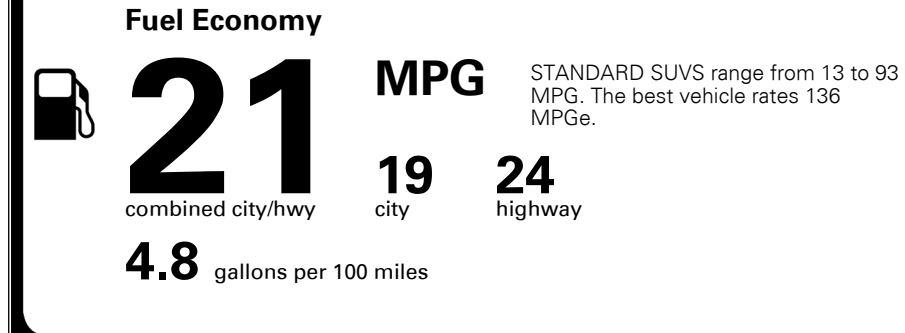 Fuel Economy
21 MPG
STANDARD SUVS range from 13 to 93
MPG. The best vehicle rates 136
MPGe.
19 24
combined city/hwy city highway
4.8 gallons per 100 miles